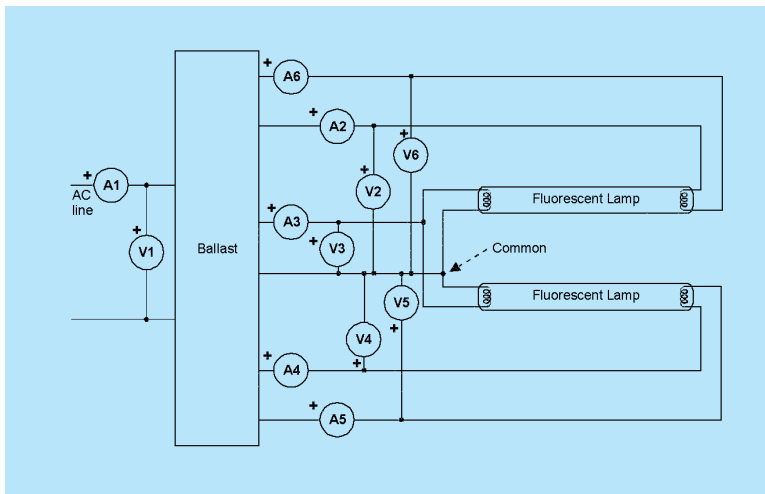 A6
A2
V6
A1
AC
line
V2
Fluorescent Lamp
A3
V1
Ballast
V3
Common
V5
Fluorescent Lamp
V4
A4
A5
+
+
+
+
+
+
+
+
+
+
+
+